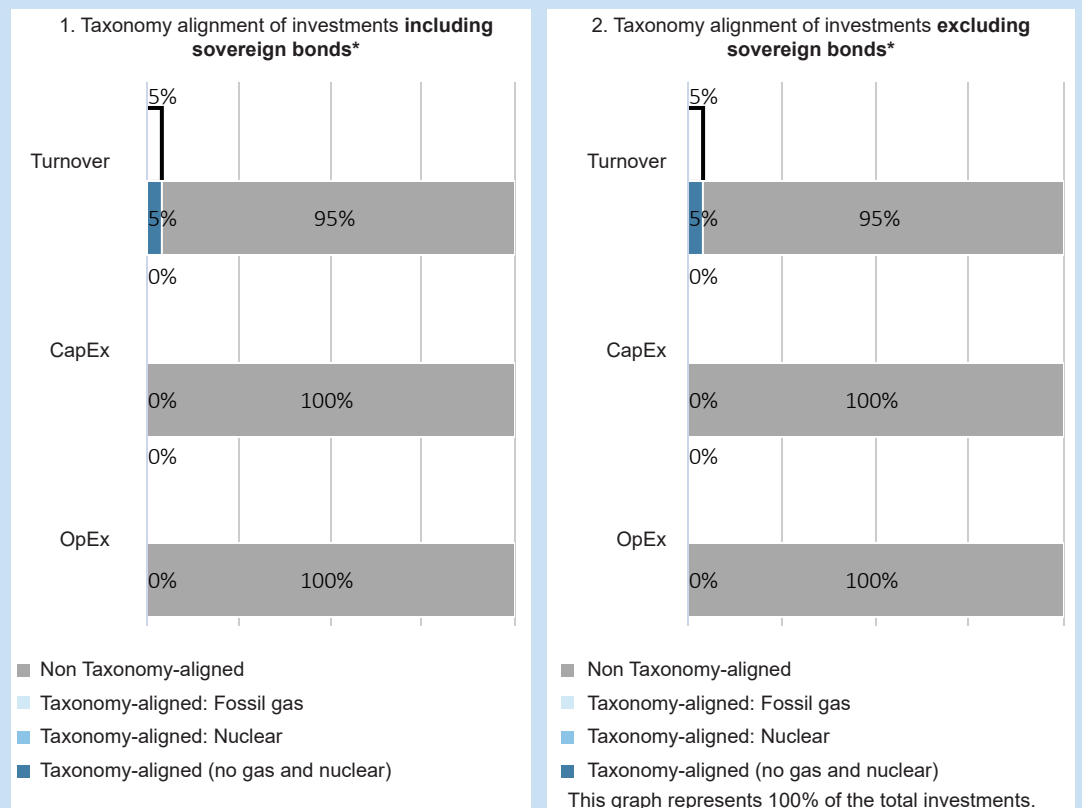 1. Taxonomy alignment of investments including
sovereign bonds*
5%
Turnover
5% 95%
0%
CapEx
0% 100%
0%
OpEx
0% 100%
Non Taxonomy-aligned
Taxonomy-aligned: Fossil gas
Taxonomy-aligned: Nuclear
Taxonomy-aligned (no gas and nuclear)
2. Taxonomy alignment of investments excluding
sovereign bonds*
5%
Turnover
5% 95%
0%
CapEx
0% 100%
0%
OpEx
0% 100%
Non Taxonomy-aligned
Taxonomy-aligned: Fossil gas
Taxonomy-aligned: Nuclear
Taxonomy-aligned (no gas and nuclear)
This graph represents 100% of the total investments.